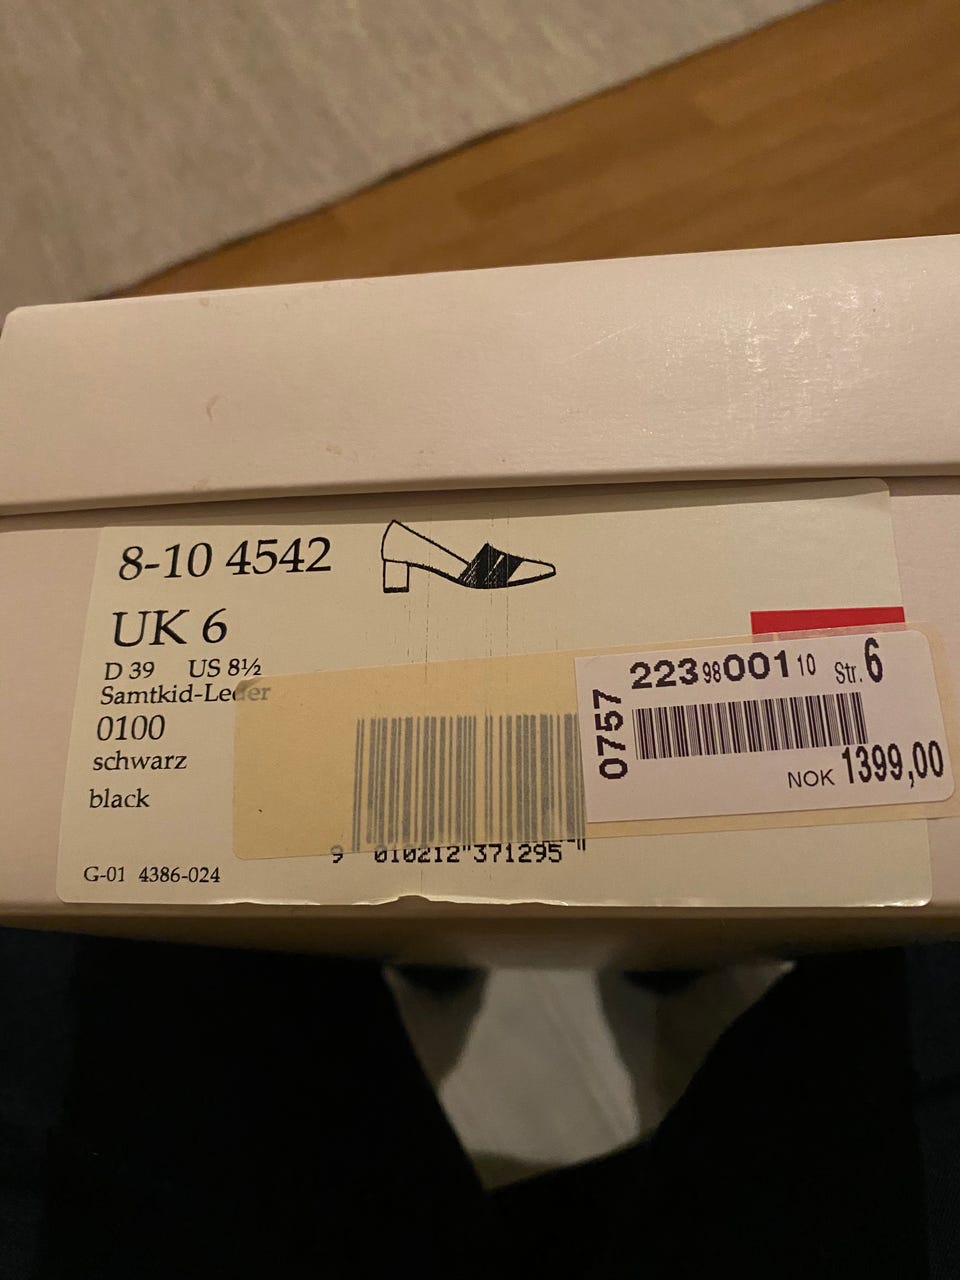 8-10 4542
UK 6
D 39 US 8½
Samtkid-Leder
0100
schwarz
black
G-01 4386-024
9 010212"371295"
0757
223 98 001 10 Str. 6
NOK 1399,00